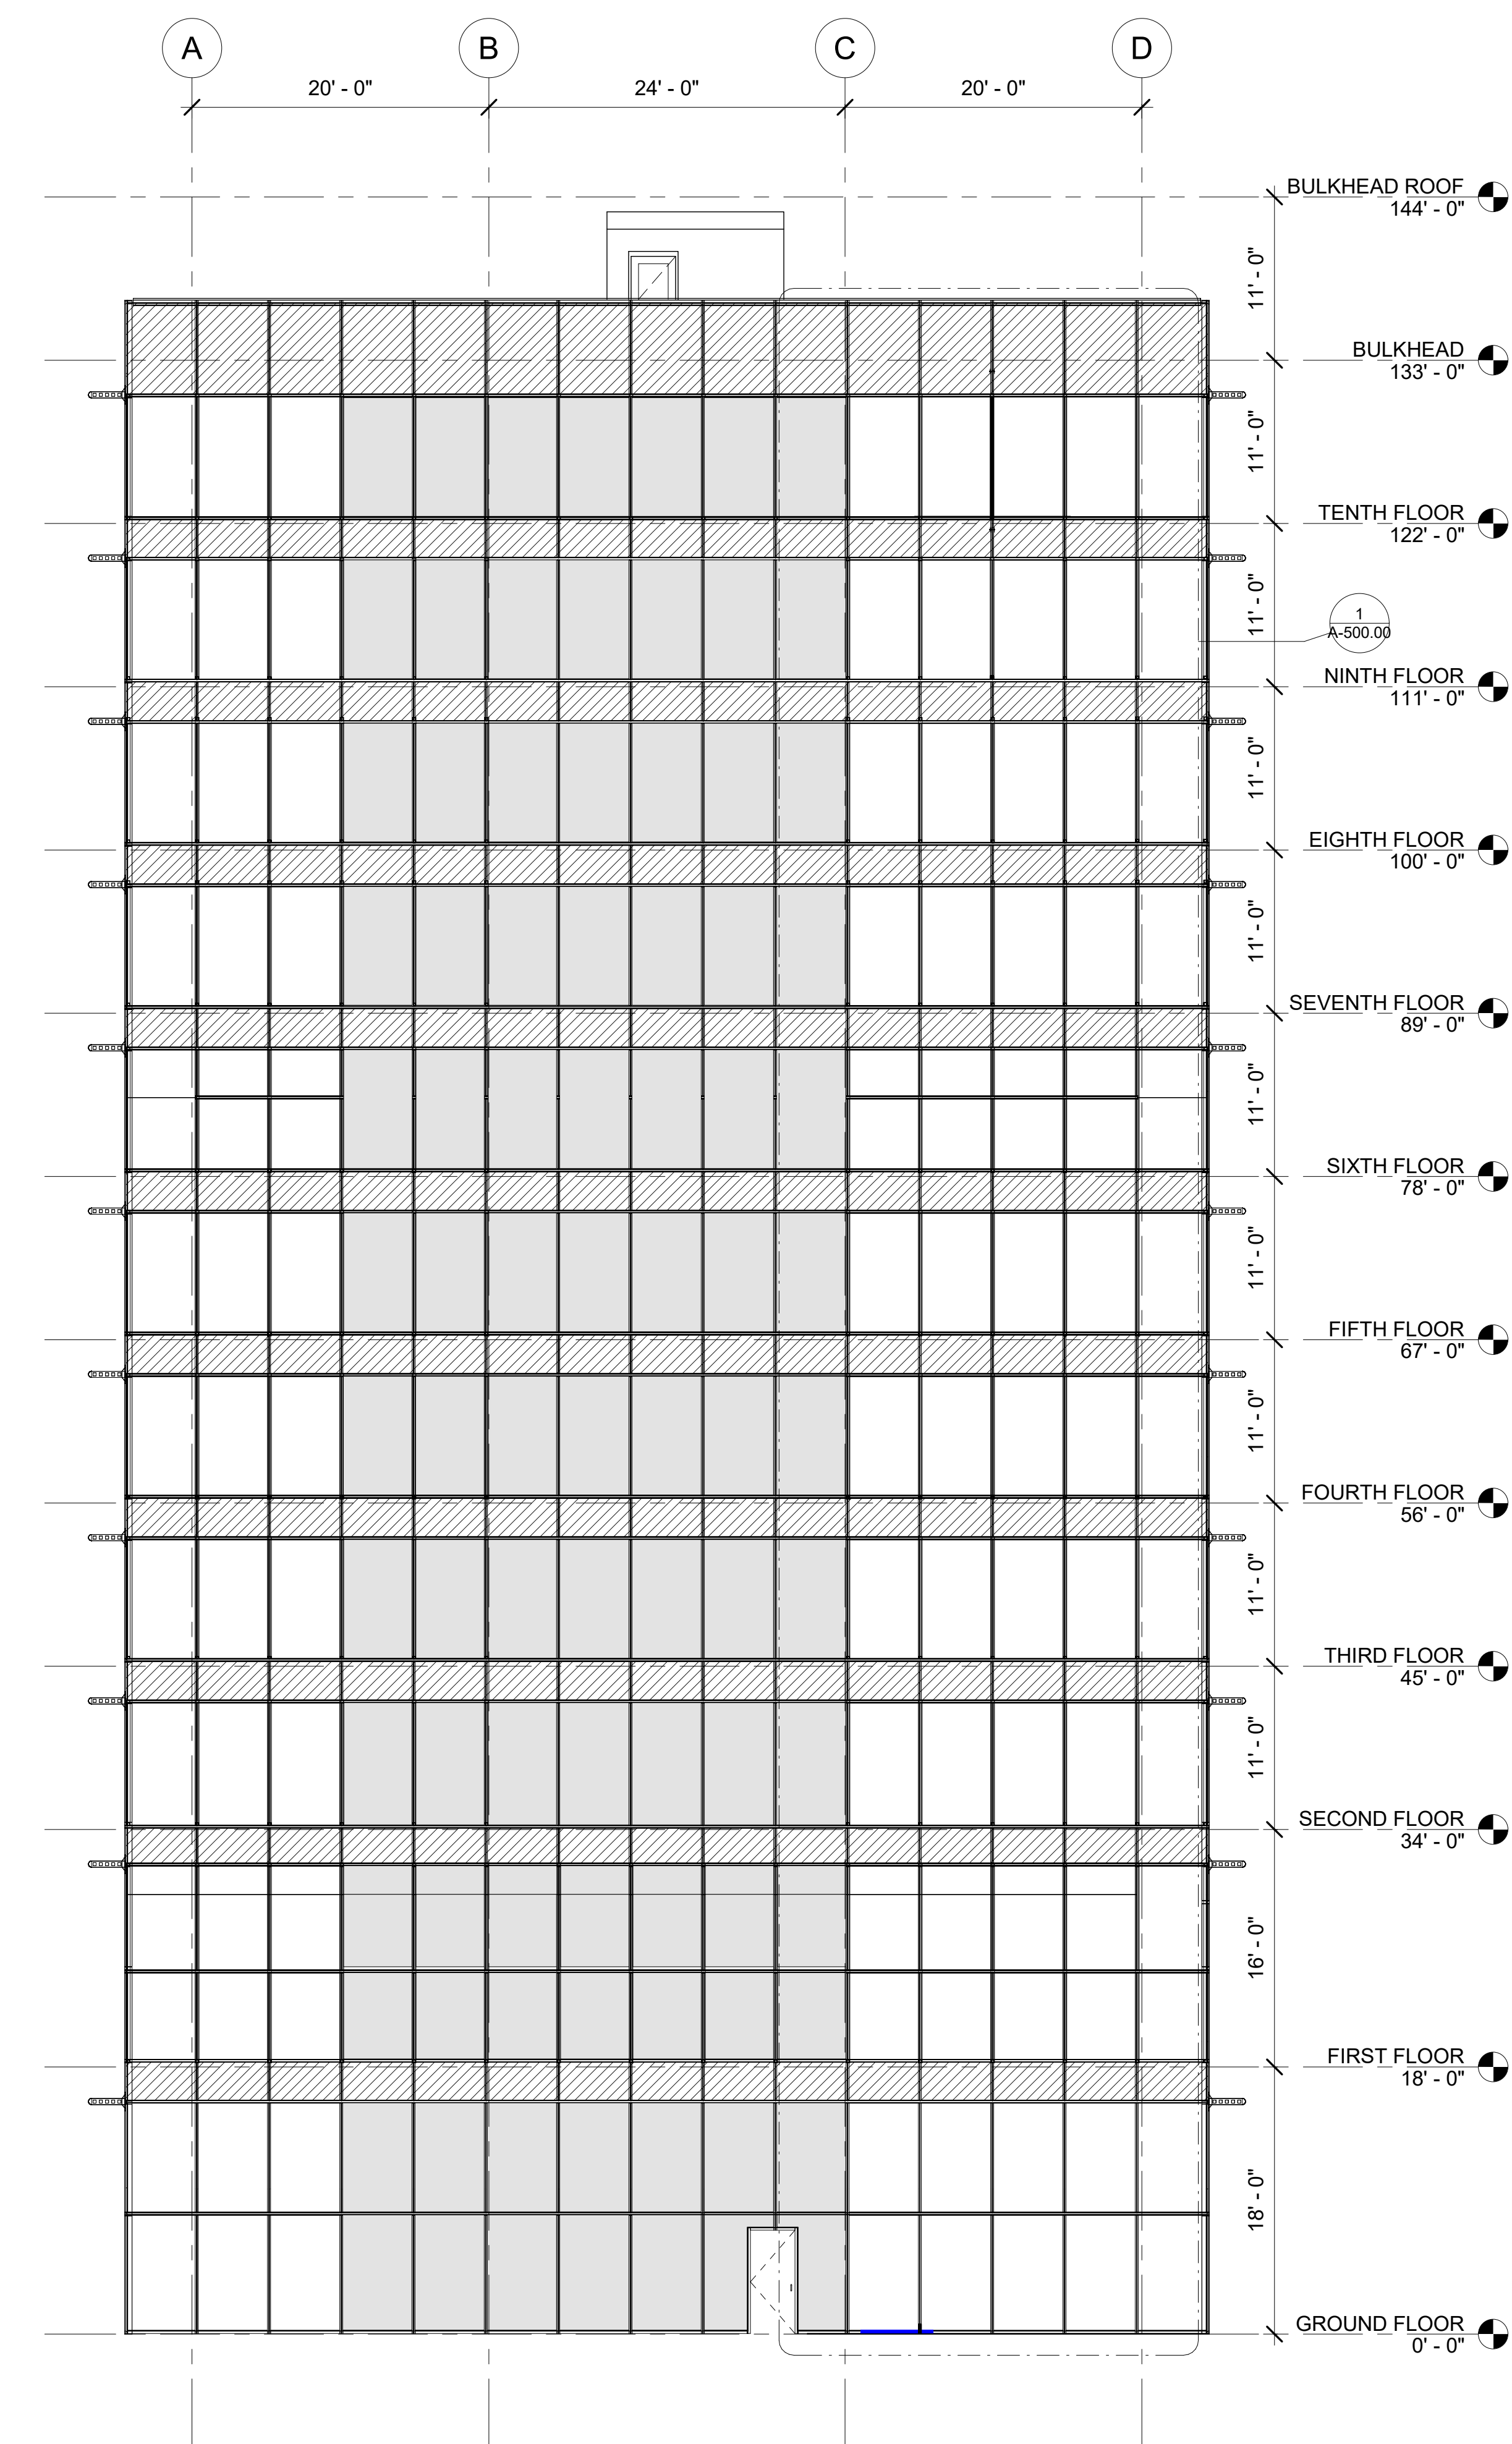 A B C D
20' - 0" 24' - 0" 20' - 0"
BULKHEAD ROOF
144' - 0"
11' - 0"
BULKHEAD
133' - 0"
11' - 0"
TENTH FLOOR
122' - 0"
11' - 0"
1
A-500.00
NINTH FLOOR
111' - 0"
11' - 0"
EIGHTH FLOOR
100' - 0"
11' - 0"
SEVENTH FLOOR
89' - 0"
11' - 0"
SIXTH FLOOR
78' - 0"
11' - 0"
FIFTH FLOOR
67' - 0"
11' - 0"
FOURTH FLOOR
56' - 0"
11' - 0"
THIRD FLOOR
45' - 0"
11' - 0"
SECOND FLOOR
34' - 0"
16' - 0"
FIRST FLOOR
18' - 0"
18' - 0"
GROUND FLOOR
0' - 0"